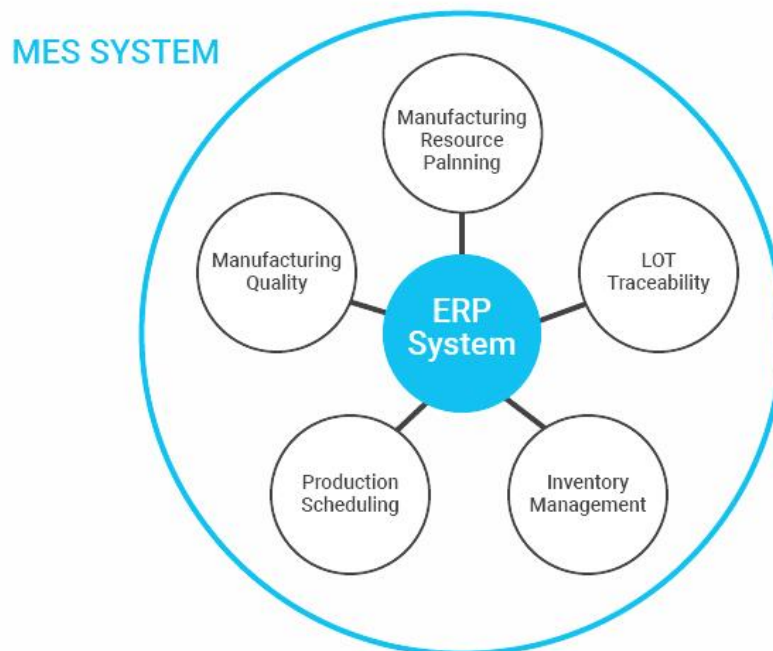 MES SYSTEM
Manufacturing
Resource
Palnning
Manufacturing
Quality
LOT
Traceability
ERP
System
Production
Scheduling
Inventory
Management